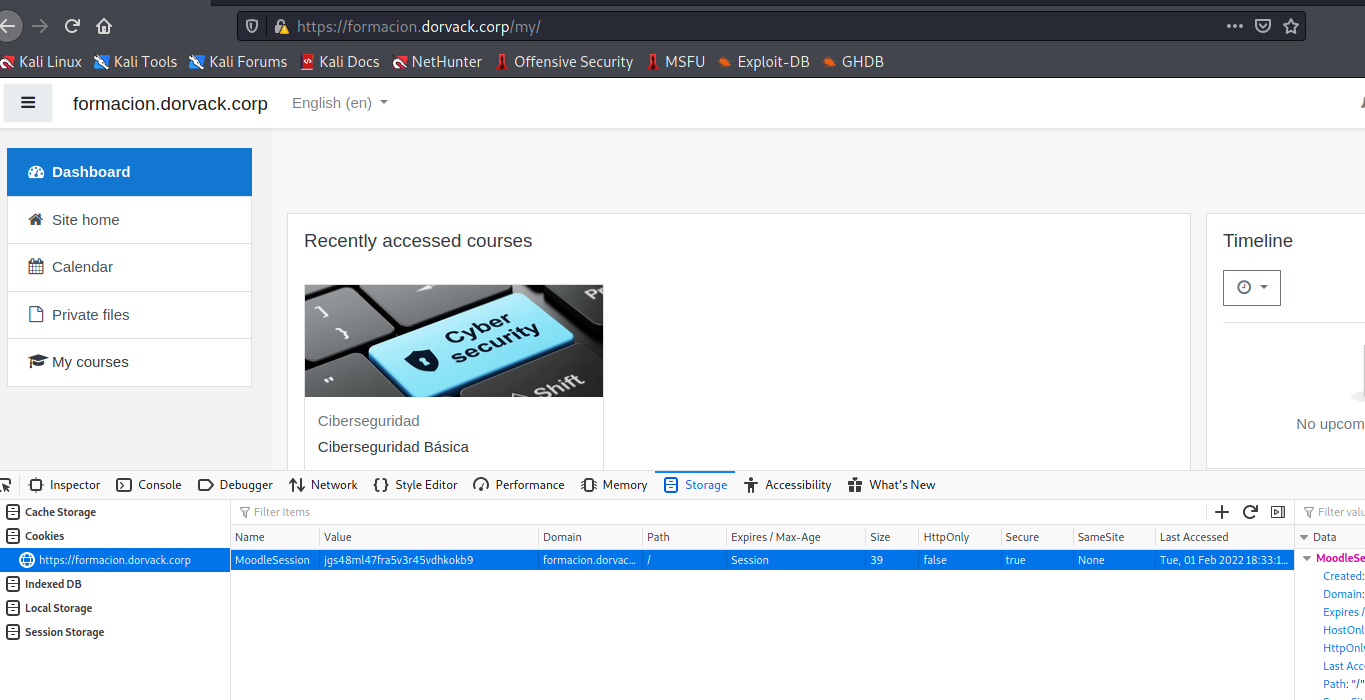 https://formacion.dorvack.corp/my/
Kali Linux Kali Tools Kali Forums Kali Docs NetHunter Offensive Security MSFU Exploit-DB GHDB
formacion.dorvack.corp English (en)
Dashboard
Site home
Calendar
Private files
My courses
Recently accessed courses
Cyber
security
Shift
Ciberseguridad
Ciberseguridad Básica
Timeline
No upcom
Inspector Console Debugger Network Style Editor Performance Memory Storage Accessibility What's New
Cache Storage
Cookies
https://formacion.dorvack.corp
Indexed DB
Local Storage
Session Storage
Filter Items
Name Value Domain Path Expires / Max-Age Size HttpOnly Secure SameSite Last Accessed
MoodleSession jgs48ml47fra5v3r45vdhkokb9 formacion.dorvac... / Session 39 false true None Tue, 01 Feb 2022 18:33:1...
Filter valu
Data
MoodleSe
Created:
Domain:
Expires /
HostOnl
HttpOnly
Last Acce
Path: "/"